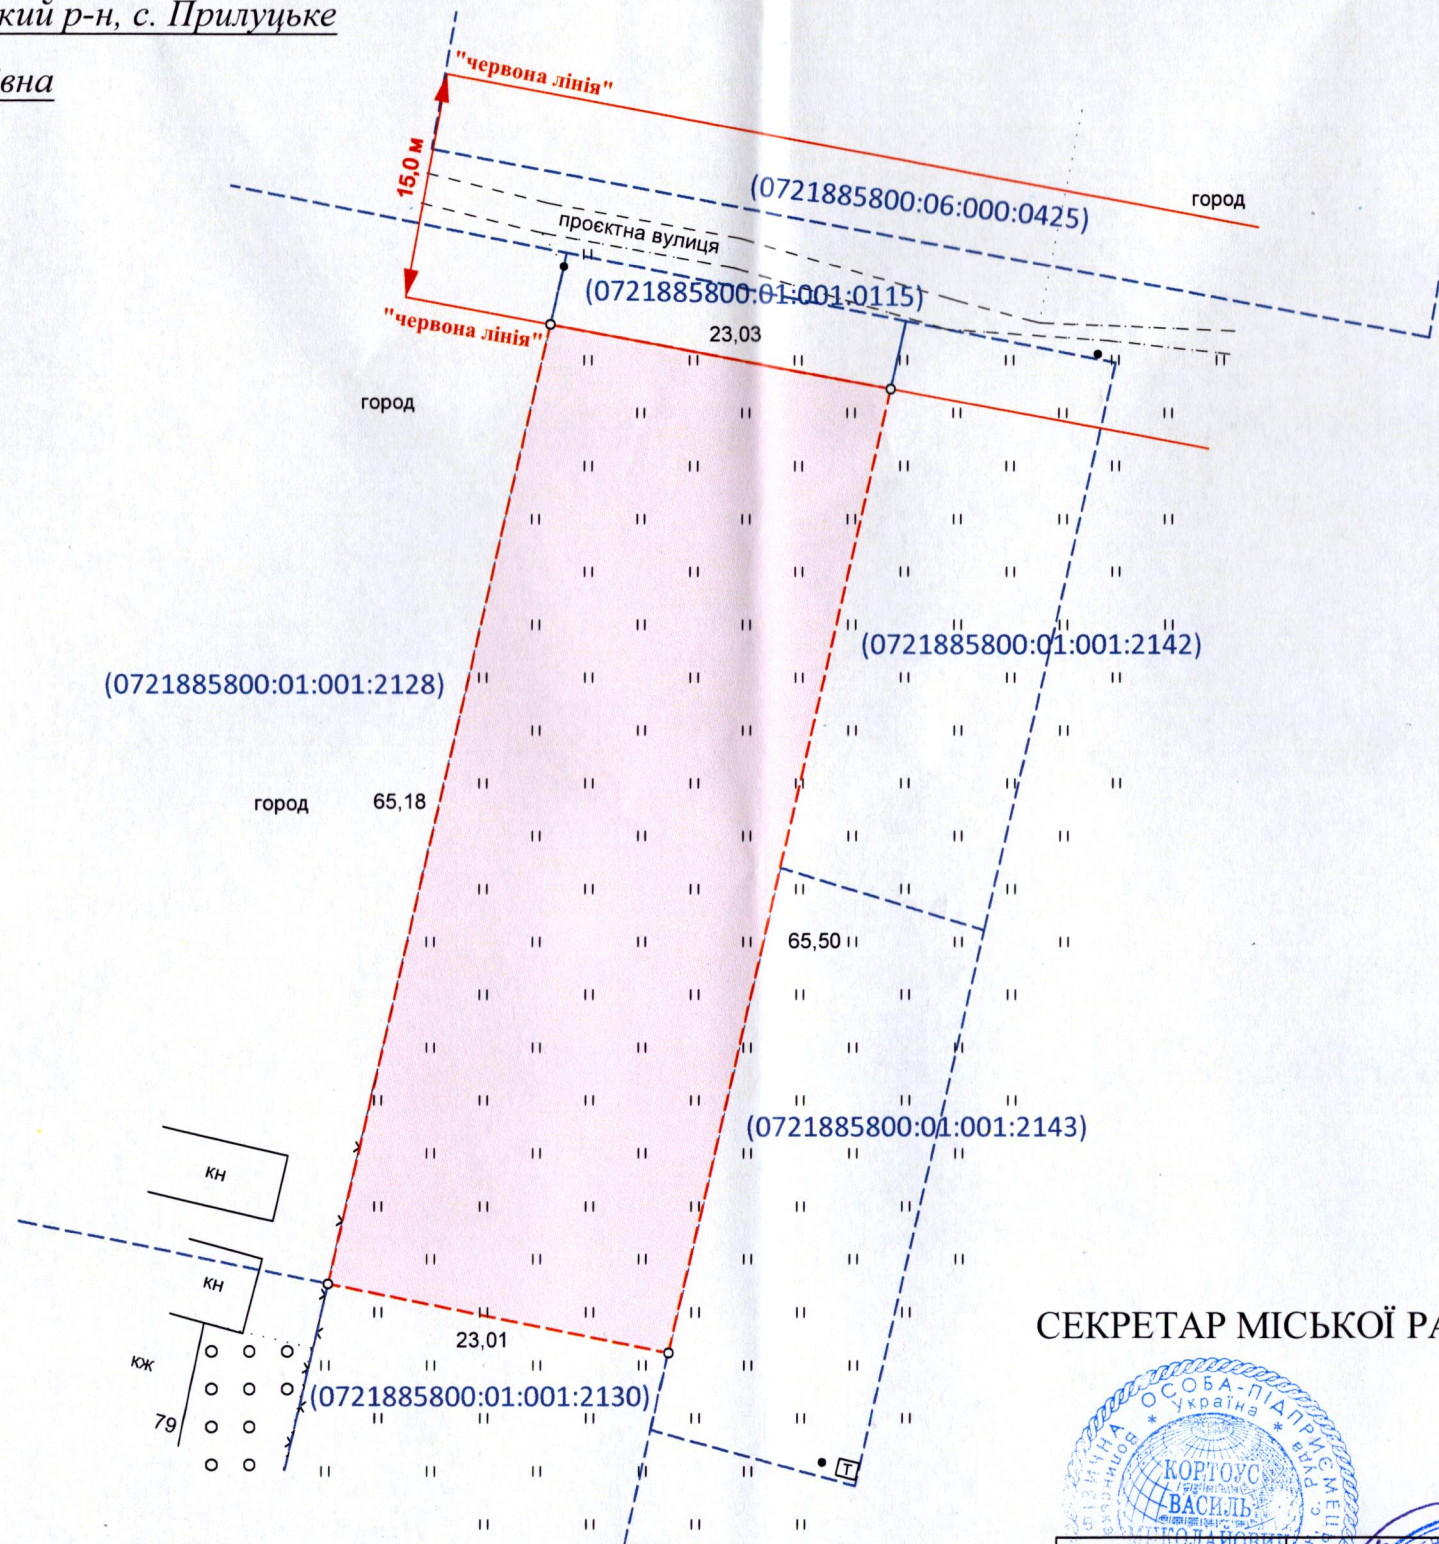 кий р-н, с. Прилуцьке
івна
"червона лінія"
15,0 м
(0721885800:06:000:0425)
город
проєктна вулиця
(0721885800:01:001:0115)
"червона лінія"
23,03
город
(0721885800:01:001:2142)
(0721885800:01:001:2128)
город
65,18
65,50
(0721885800:01:001:2143)
кн
кн
23,01
кж
79
(0721885800:01:001:2130)
Т
СЕКРЕТАР МІСЬКОЇ РА
ОСОБА-ПІДПРИЄМЕЦЬ
Україна
КОРТОУС
ВАСИЛЬ
МИКОЛАЙОВИЧ